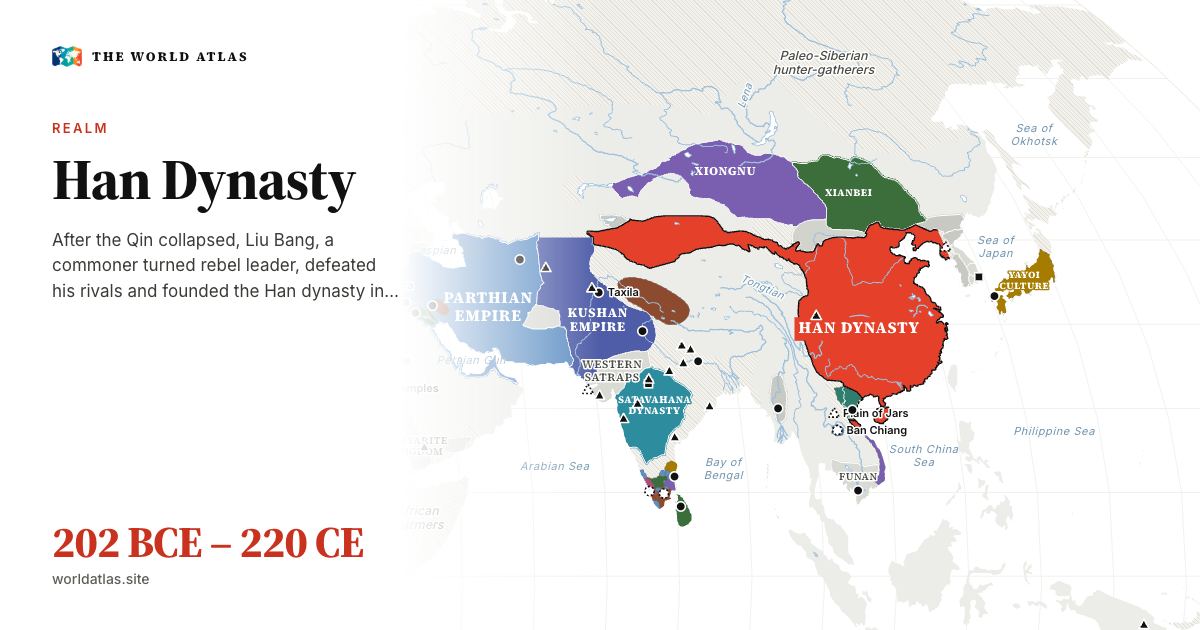 THE WORLD ATLAS
REALM
Han Dynasty
After the Qin collapsed, Liu Bang, a
commoner turned rebel leader, defeated
his rivals and founded the Han dynasty in...
202 BCE – 220 CE
worldatlas.site
Paleo-Siberian
hunter-gatherers
Lena
Sea of
Okhotsk
XIONGNU
XIANBEI
Sea of
Japan
YAYOI
CULTURE
PARTHIAN
EMPIRE
Taxila
KUSHAN
EMPIRE
Tongtian
HAN DYNASTY
WESTERN
SATRAPS
SATAVAHANA
DYNASTY
Plain of Jars
Ban Chiang
Philippine Sea
South China
Sea
Arabian Sea
Bay of
Bengal
FUNAN